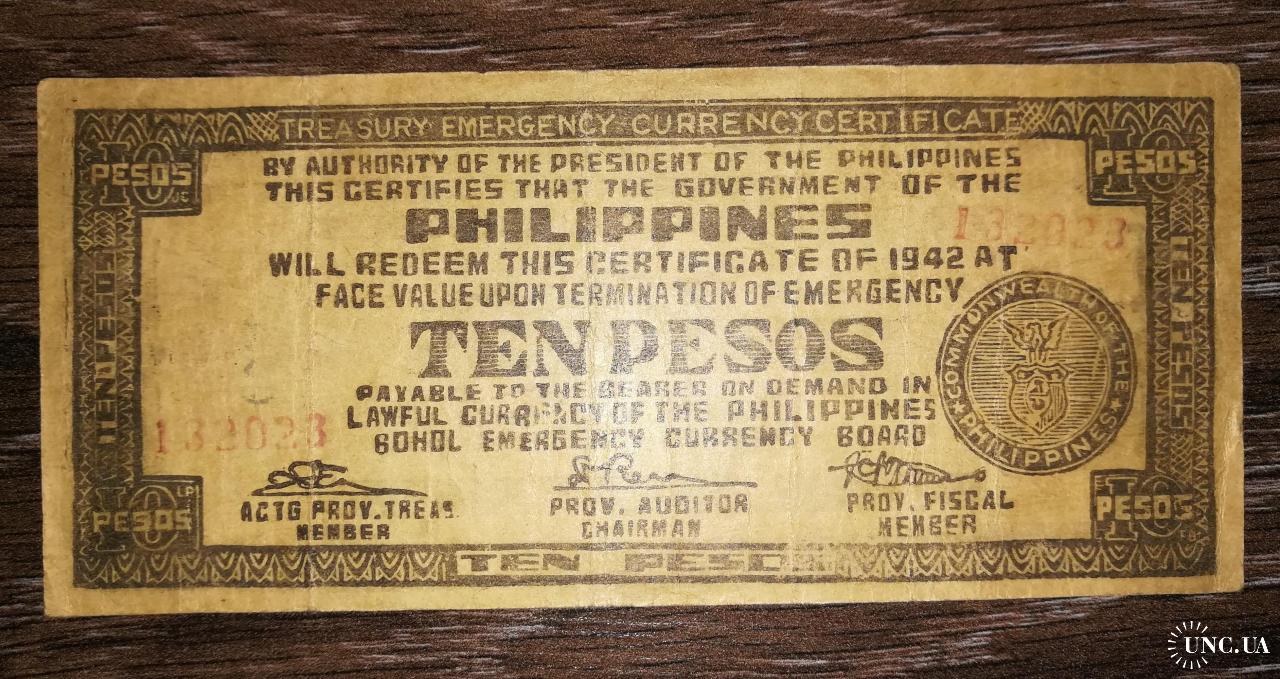 TREASURY EMERGENCY CURRENCY CERTIFICATE
10 PESOS
10 PESOS
BY AUTHORITY OF THE PRESIDENT OF THE PHILIPPINES
THIS CERTIFIES THAT THE GOVERNMENT OF THE
PHILIPPINES
132023
WILL REDEEM THIS CERTIFICATE OF 1942 AT
FACE VALUE UPON TERMINATION OF EMERGENCY
TEN PESOS
TEN PESOS
TEN PESOS
COMMONWEALTH OF THE PHILIPPINES
PAYABLE TO THE BEARER ON DEMAND IN
LAWFUL CURRENCY OF THE PHILIPPINES
132023
BOHOL EMERGENCY CURRENCY BOARD
ACTG PROV. TREAS.
PROV. AUDITOR
PROV. FISCAL
MEMBER
CHAIRMAN
MEMBER
10 PESOS
10 PESOS
TEN PESOS
UNC.UA